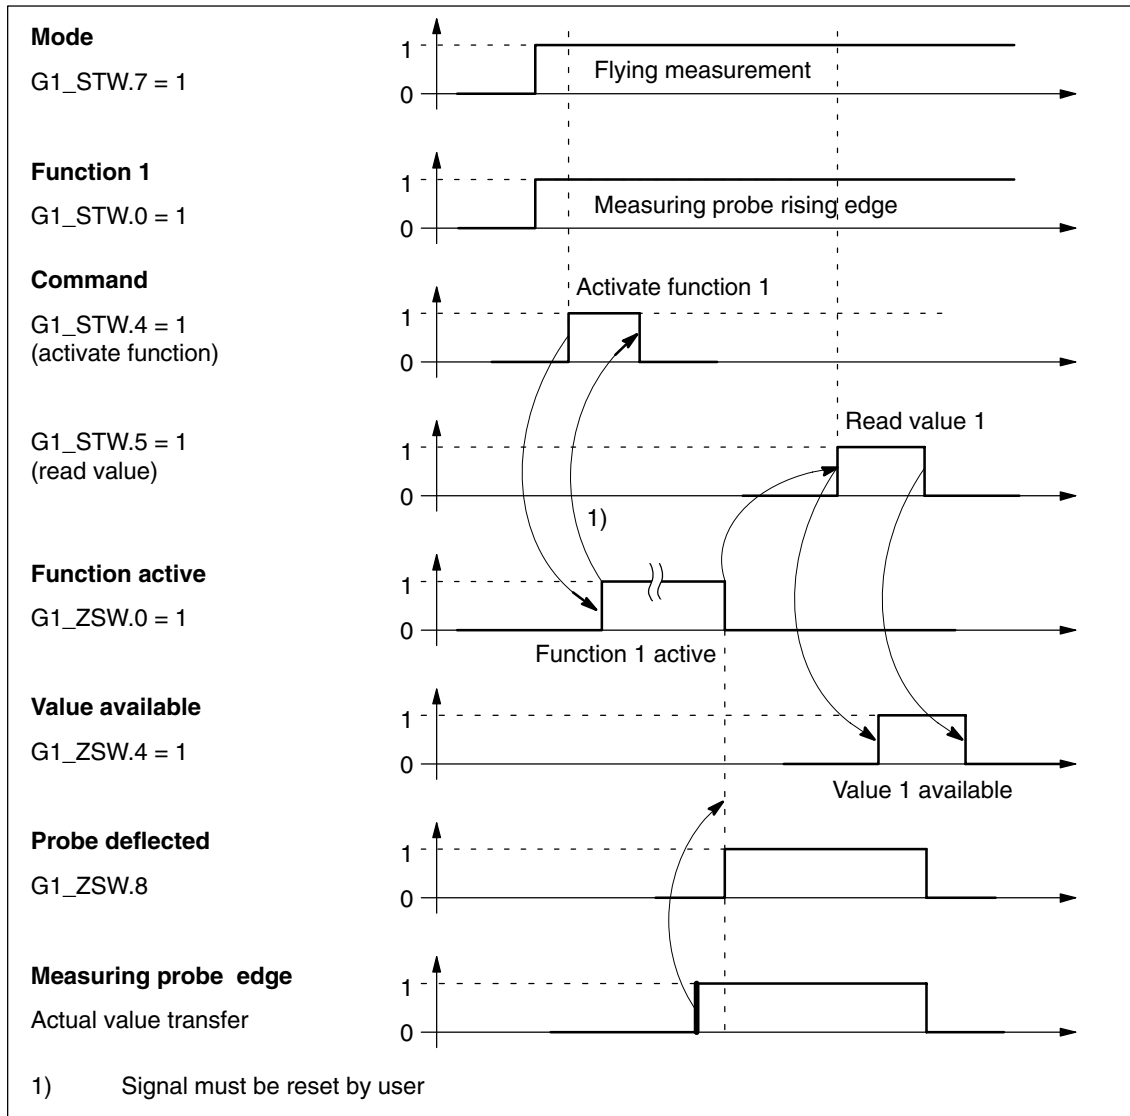 Mode
G1_STW.7 = 1
1
0
Flying measurement
Function 1
G1_STW.0 = 1
1
0
Measuring probe rising edge
Command
G1_STW.4 = 1
(activate function)
Activate function 1
1
0
G1_STW.5 = 1
(read value)
Read value 1
1
0
1)
Function active
G1_ZSW.0 = 1
1
0
Function 1 active
Value available
G1_ZSW.4 = 1
1
0
Value 1 available
Probe deflected
G1_ZSW.8
1
0
Measuring probe edge
Actual value transfer
1
0
1) Signal must be reset by user